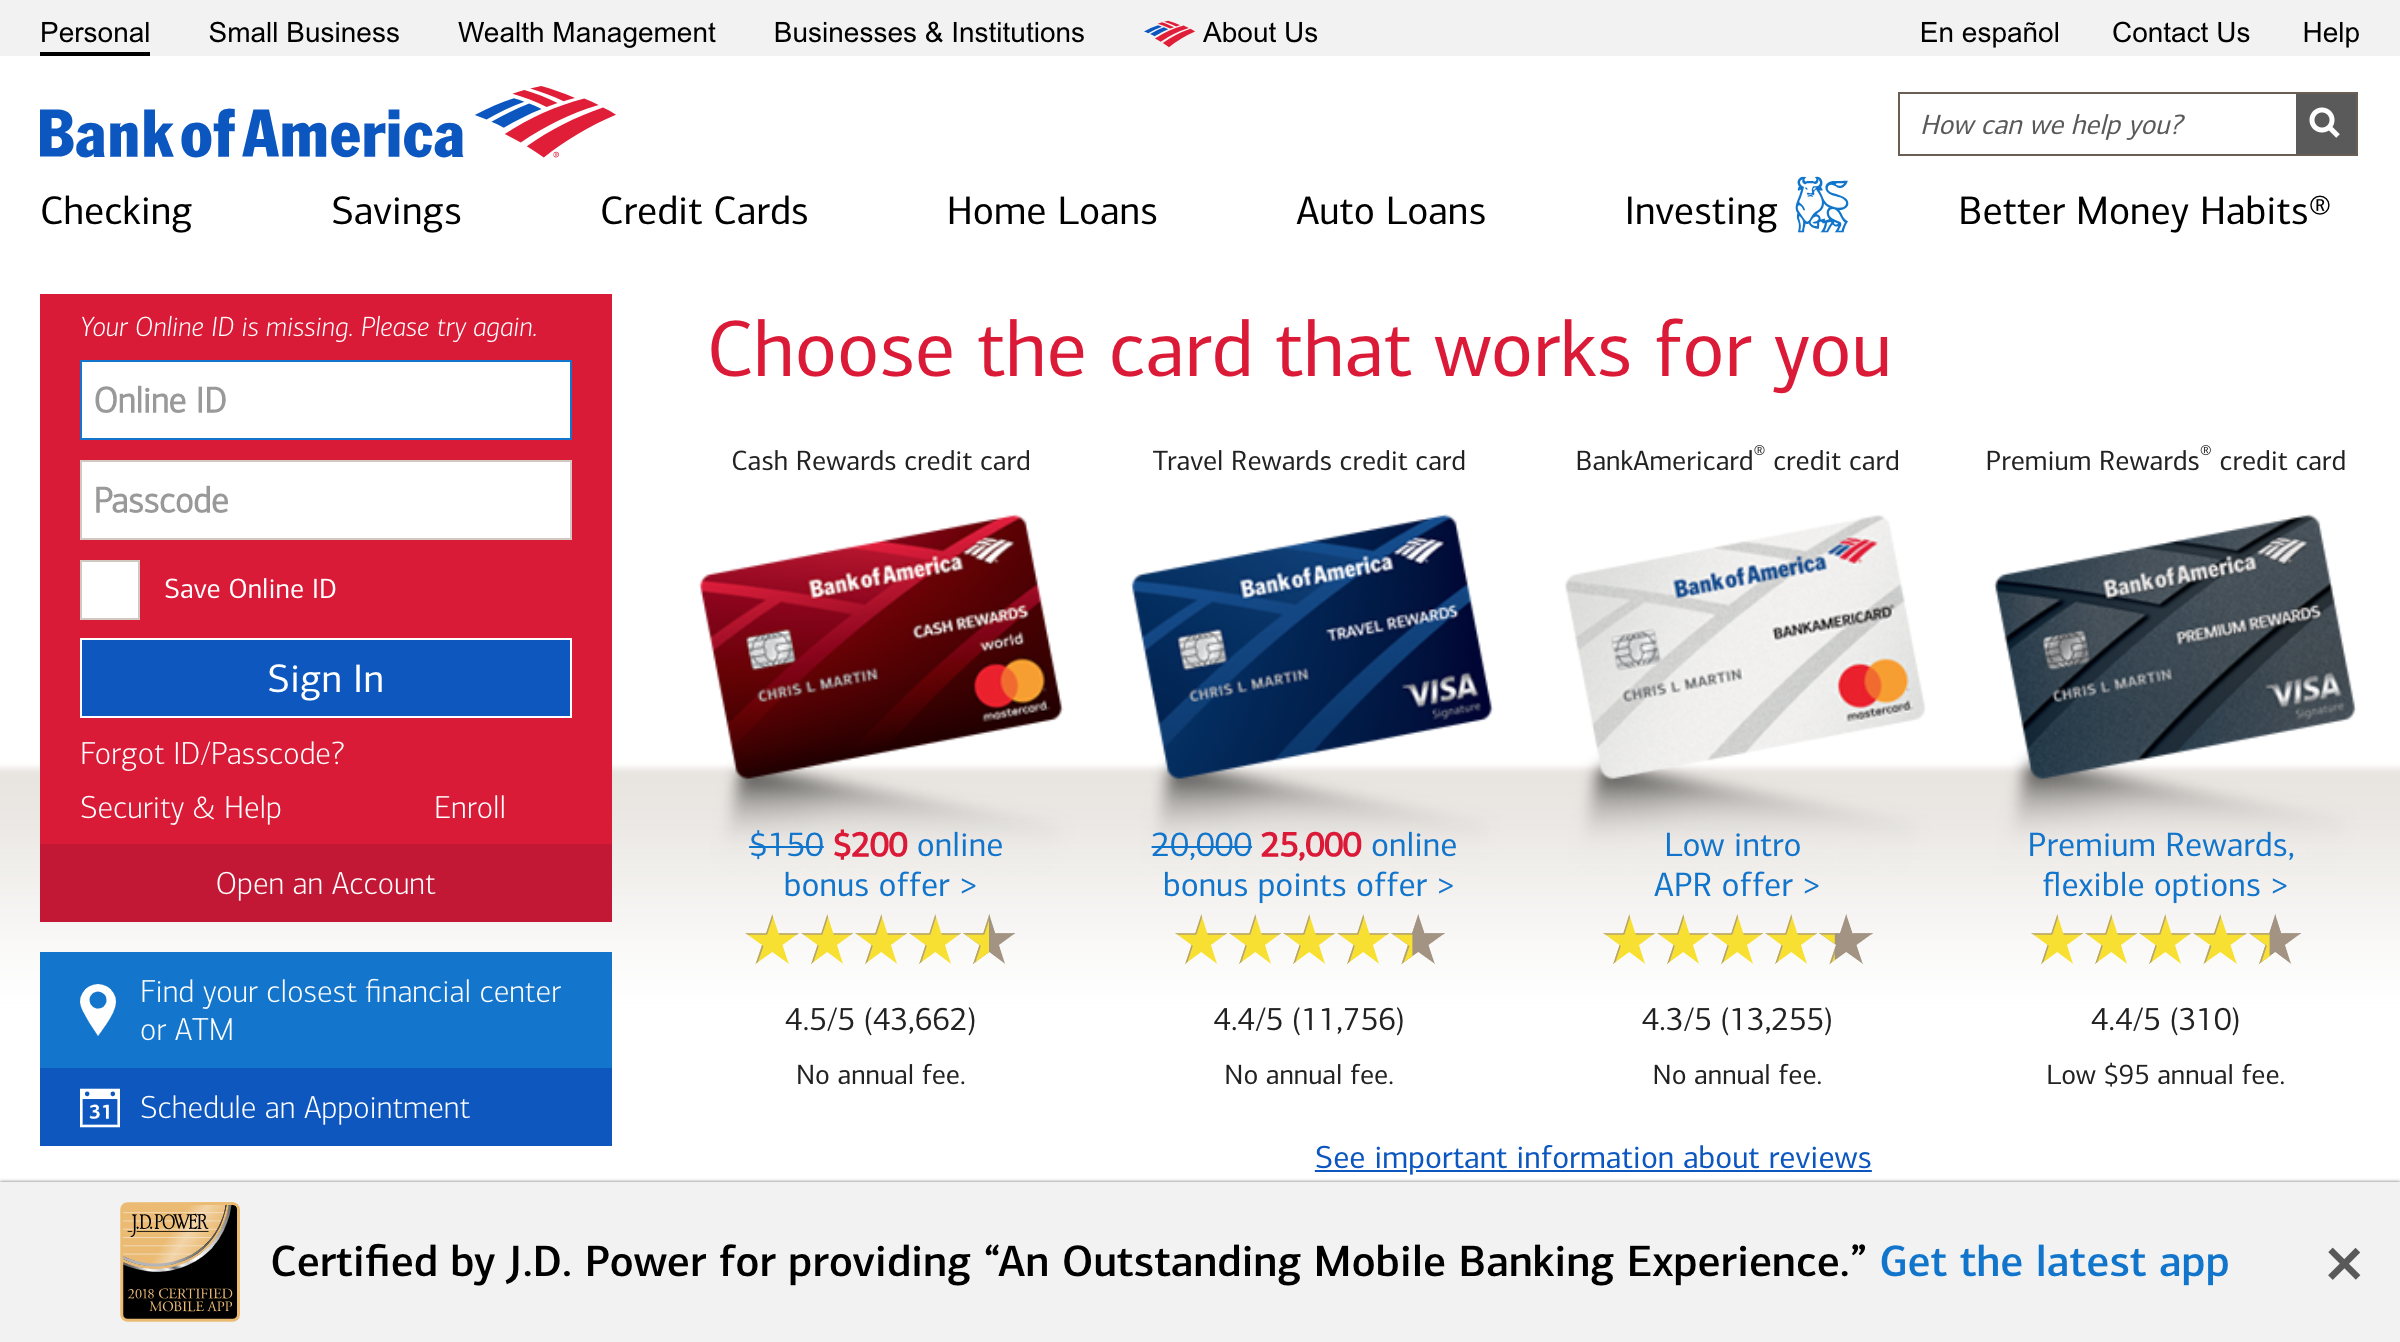 Personal Small Business Wealth Management Businesses & Institutions About Us En español Contact Us Help
Bank of America
How can we help you?
Checking Savings Credit Cards Home Loans Auto Loans Investing Better Money Habits®
Your Online ID is missing. Please try again.
Online ID
Passcode
Save Online ID
Sign In
Forgot ID/Passcode?
Security & Help Enroll
Open an Account
Find your closest financial center
or ATM
31 Schedule an Appointment
Choose the card that works for you
Cash Rewards credit card
Bank of America
CASH REWARDS
world
CHRIS L MARTIN
mastercard.
$150 $200 online
bonus offer >
4.5/5 (43,662)
No annual fee.
Travel Rewards credit card
Bank of America
TRAVEL REWARDS
CHRIS L MARTIN
VISA
Signature
20,000 25,000 online
bonus points offer >
4.4/5 (11,756)
No annual fee.
BankAmericard® credit card
Bank of America
BANKAMERICARD®
CHRIS L MARTIN
mastercard.
Low intro
APR offer >
4.3/5 (13,255)
No annual fee.
Premium Rewards® credit card
Bank of America
PREMIUM REWARDS
CHRIS L MARTIN
VISA
Signature
Premium Rewards,
flexible options >
4.4/5 (310)
Low $95 annual fee.
See important information about reviews
J.D. POWER
2018 CERTIFIED
MOBILE APP
Certified by J.D. Power for providing “An Outstanding Mobile Banking Experience.” Get the latest app